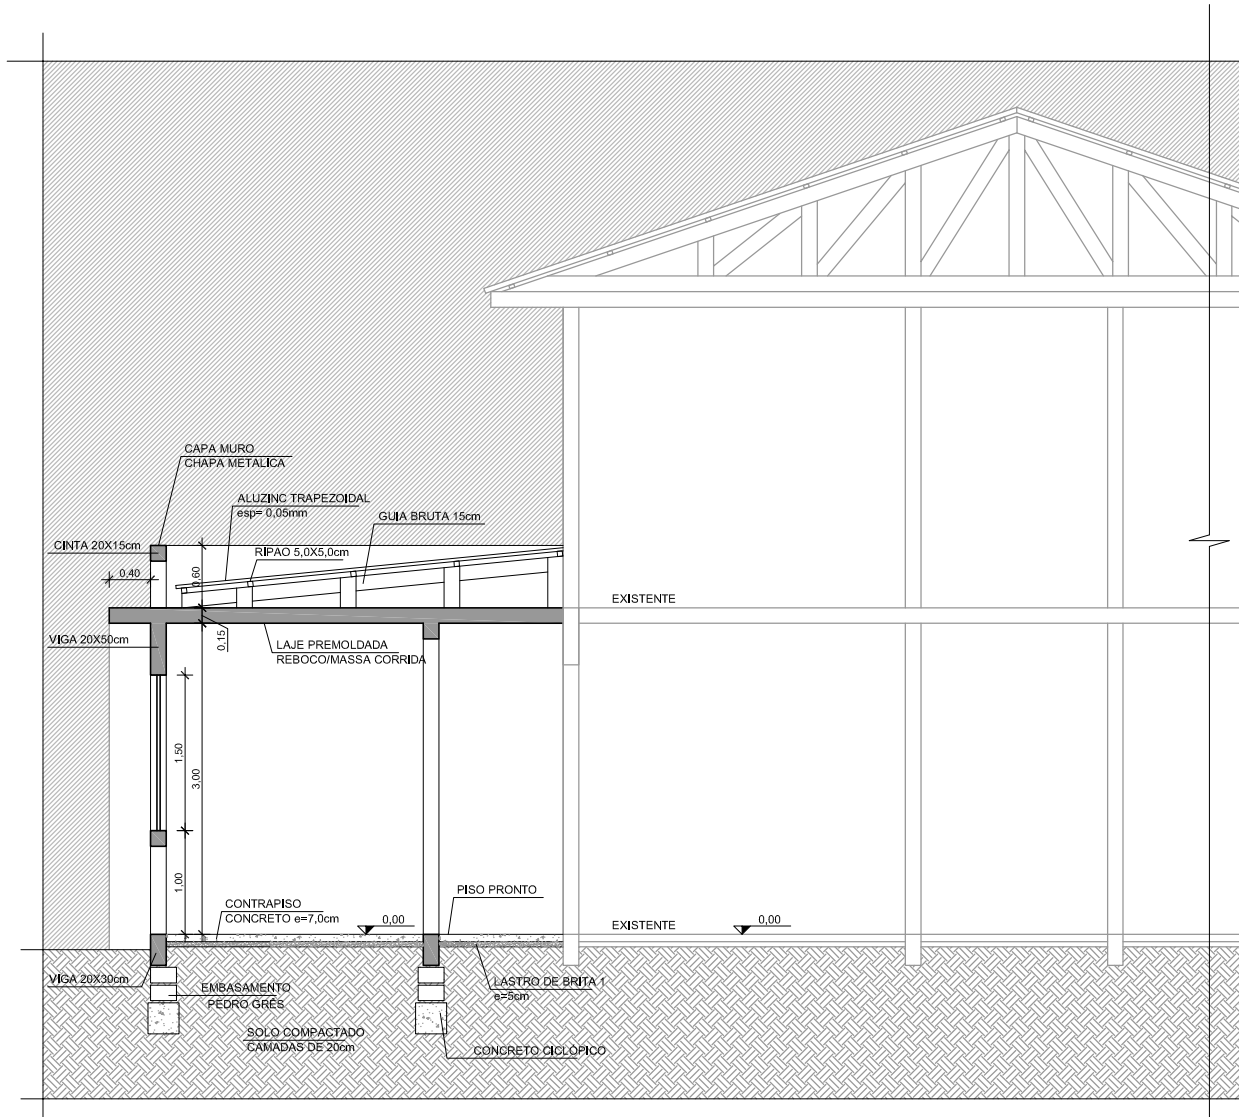 CAPA MURO
CHAPA METALICA
ALUZINC TRAPEZOIDAL
esp= 0,05mm
GUIA BRUTA 15cm
CINTA 20X15cm
RIPAO 5,0X5,0cm
0,40
0,60
EXISTENTE
VIGA 20X50cm
0,15
LAJE PREMOLDADA
REBOCO/MASSA CORRIDA
1,50
3,00
1,00
PISO PRONTO
CONTRAPISO
CONCRETO e=7,0cm
0,00
EXISTENTE
0,00
VIGA 20X30cm
EMBASAMENTO
PEDRO GRÊS
LASTRO DE BRITA 1
e=5cm
SOLO COMPACTADO
CAMADAS DE 20cm
CONCRETO CICLÓPICO